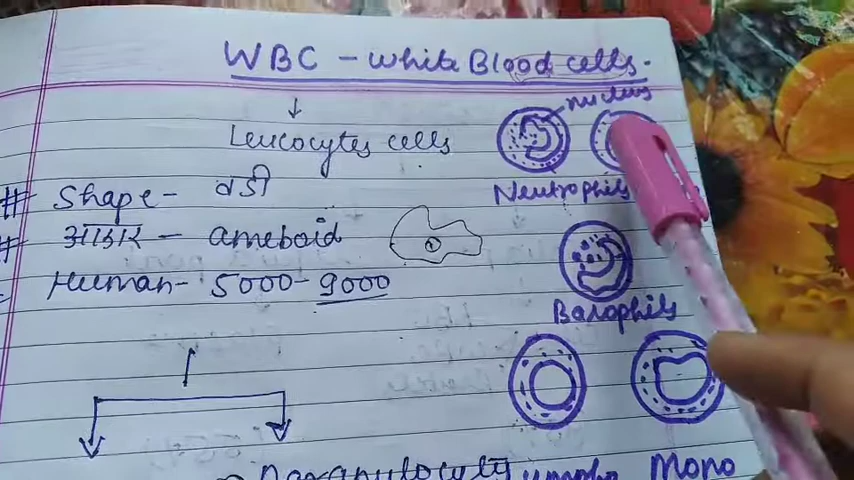 WBC - White Blood Cells.
Leucocytes cells.
nucleus
# Shape - बडी
Neutrophils
# आकार - ameboid
Human - 5000-9000
Basophils
Mono